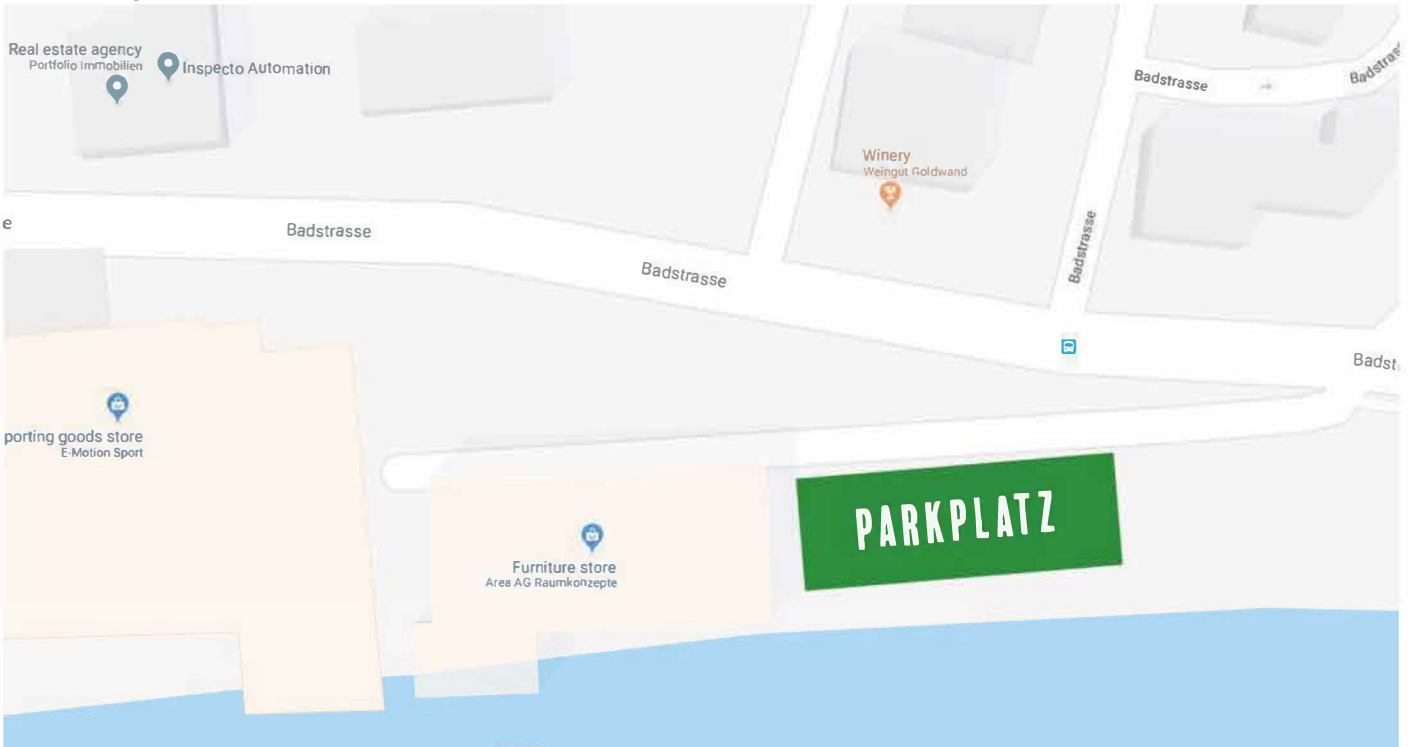 Real estate agency
Portfolio Immobilien
Inspecto Automation
Badstrasse
Badstrasse
Winery
Weingut Goldwand
e
Badstrasse
Badstrasse
Badstrasse
Badst
porting goods store
E-Motion Sport
PARKPLATZ
Furniture store
Area AG Raumkonzepte